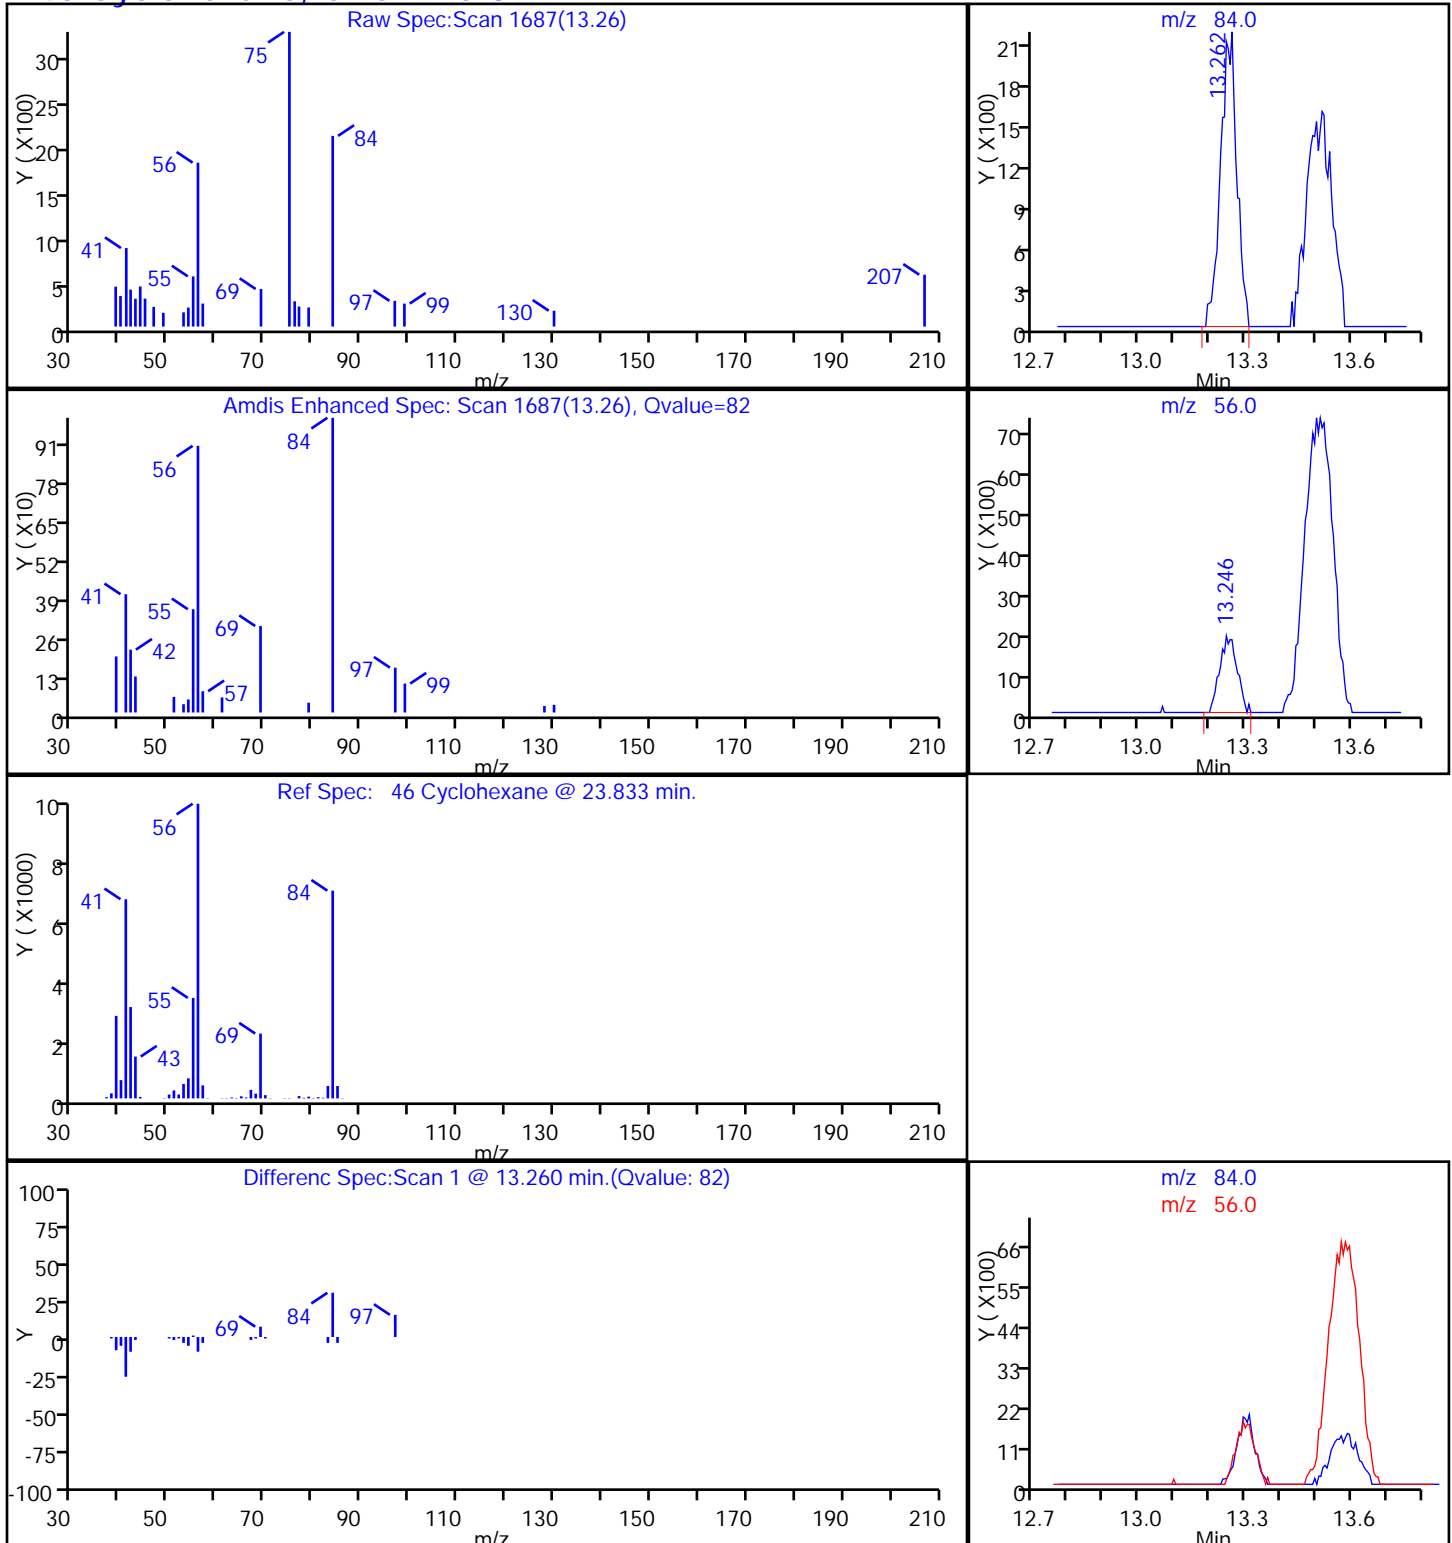 Raw Spec:Scan 1687(13.26)
Y ( X100)
30
25
20
15
10
5
0
75
56
84
41
55
69
97
99
130
207
30 50 70 90 110 130 150 170 190 210
m/z
m/z 84.0
Y ( X100)
21
18
15
12
9
6
3
0
13.262
12.7 13.0 13.3 13.6
Min
Amdis Enhanced Spec: Scan 1687(13.26), Qvalue=82
Y ( X10)
91
78
65
52
39
26
13
0
84
56
41
55
42
69
57
97
99
30 50 70 90 110 130 150 170 190 210
m/z
m/z 56.0
Y ( X100)
70
60
50
40
30
20
10
0
13.246
12.7 13.0 13.3 13.6
Min
Ref Spec: 46 Cyclohexane @ 23.833 min.
Y ( X1000)
10
8
6
4
2
0
56
41
84
55
43
69
30 50 70 90 110 130 150 170 190 210
m/z
Differenc Spec:Scan 1 @ 13.260 min.(Qvalue: 82)
Y
100
75
50
25
0
-25
-50
-75
-100
69
84
97
30 50 70 90 110 130 150 170 190 210
m/z
m/z 84.0
m/z 56.0
Y ( X100)
66
55
44
33
22
11
0
12.7 13.0 13.3 13.6
Min